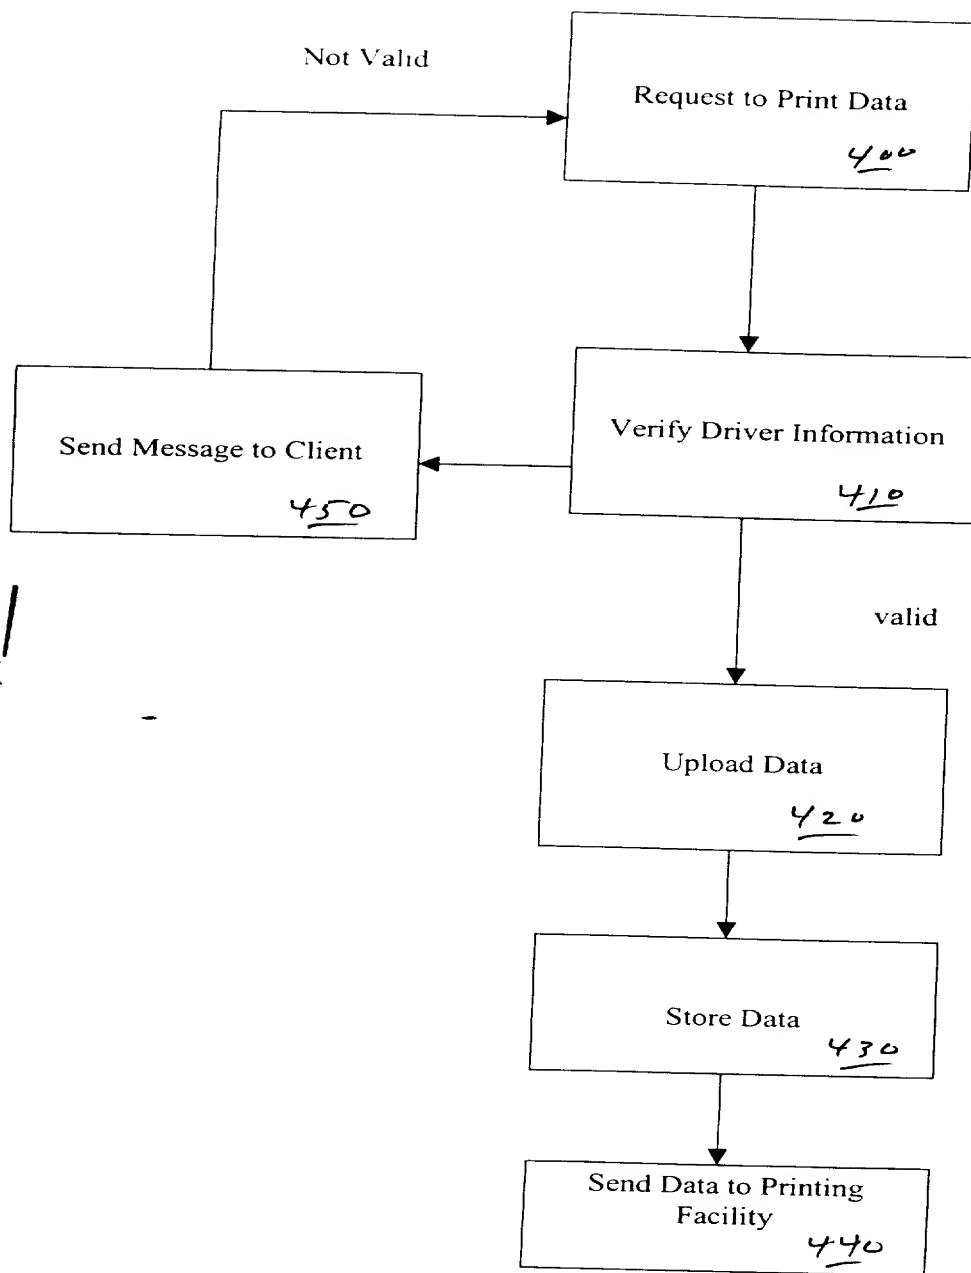 Not Valid
Request to Print Data
400
Verify Driver Information
410
Send Message to Client
450
valid
Upload Data
420
Store Data
430
Send Data to Printing
Facility
440